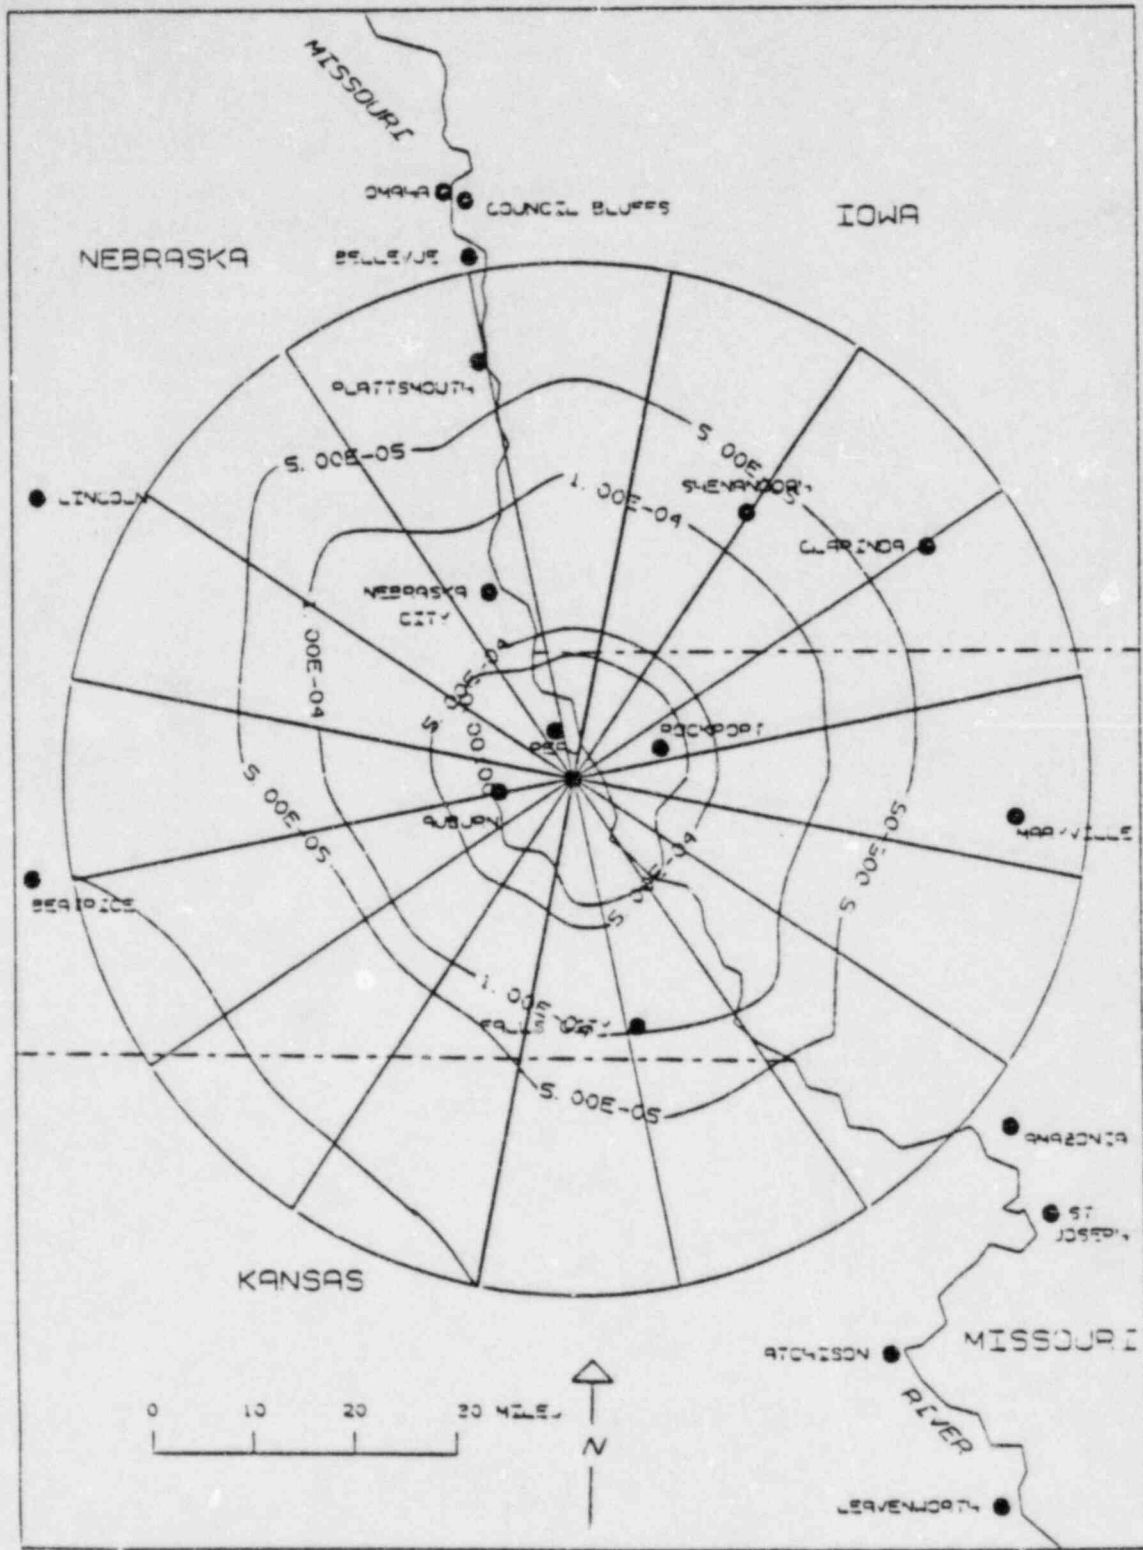 MISSOURI
OMAHA
COUNCIL BLUFFS
IOWA
NEBRASKA
BELLEVUE
PLATTSMOUTH
5.00E-05
5.00E
1.00E-04
SHENANDOAH
LINCOLN
CLARINDA
NEBRASKA
CITY
1.00E-04
ROCKPORT
AUBURN
5.00E-05
MARYVILLE
5.00E-05
BEATRICE
1.00E
FALLS CITY
5.00E-05
AMAZONIA
ST
JOSEPH
KANSAS
MISSOURI
ATCHISON
0 10 20 30 MILES
N
RIVER
LEAVENWORTH